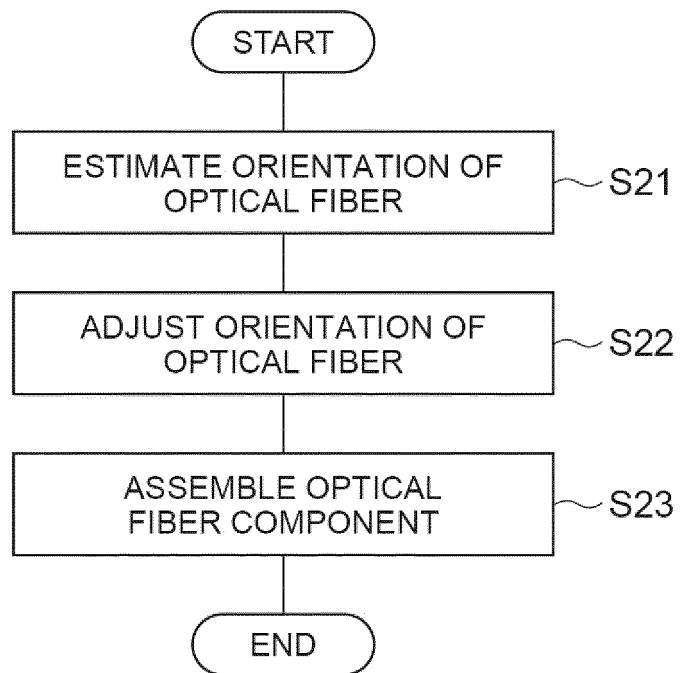 START
ESTIMATE ORIENTATION OF
OPTICAL FIBER
S21
ADJUST ORIENTATION OF
OPTICAL FIBER
S22
ASSEMBLE OPTICAL
FIBER COMPONENT
S23
END